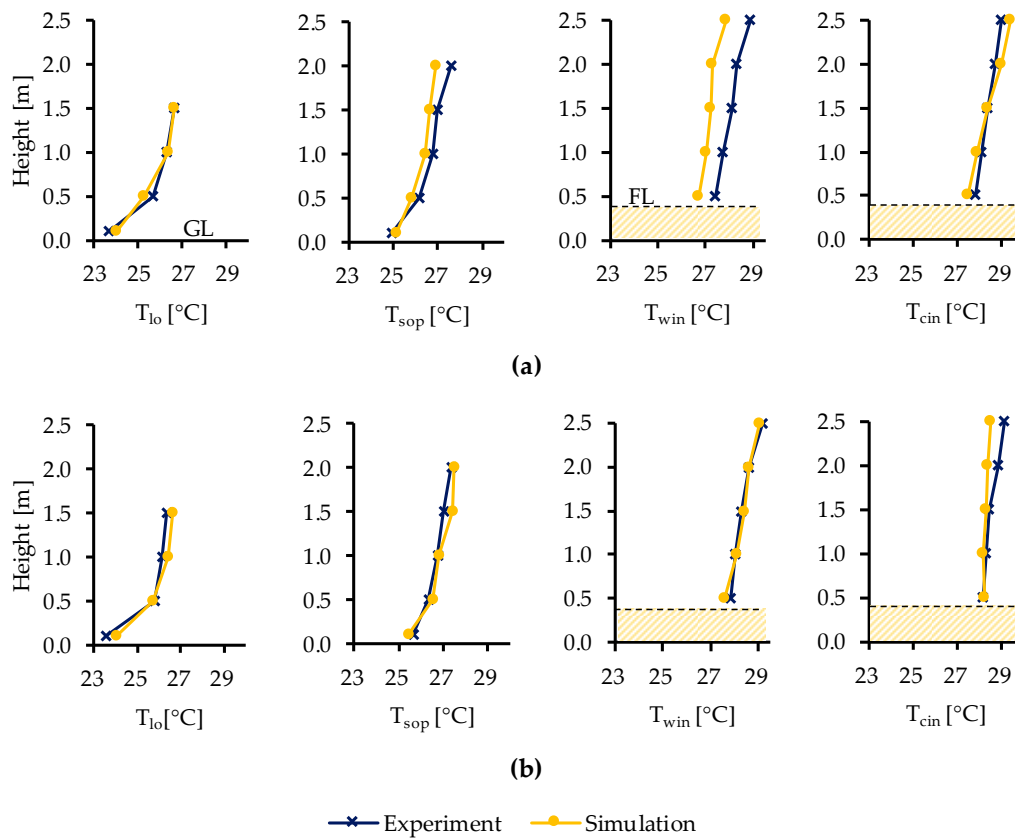 2.5 2.5 2.5 2.5
2.0 2.0 2.0 2.0
1.5 1.5 1.5 1.5
1.0 1.0 1.0 1.0
0.5 0.5 0.5 FL 0.5
0.0 GL 0.0 0.0 0.0
Height [m]
23 25 27 29 23 25 27 29 23 25 27 29 23 25 27 29
T_lo [°C] T_sop [°C] T_win [°C] T_cin [°C]
(a)
2.5 2.5 2.5 2.5
2.0 2.0 2.0 2.0
1.5 1.5 1.5 1.5
1.0 1.0 1.0 1.0
0.5 0.5 0.5 0.5
0.0 0.0 0.0 0.0
Height [m]
23 25 27 29 23 25 27 29 23 25 27 29 23 25 27 29
T_lo[°C] T_sop [°C] T_win [°C] T_cin [°C]
(b)
Experiment Simulation